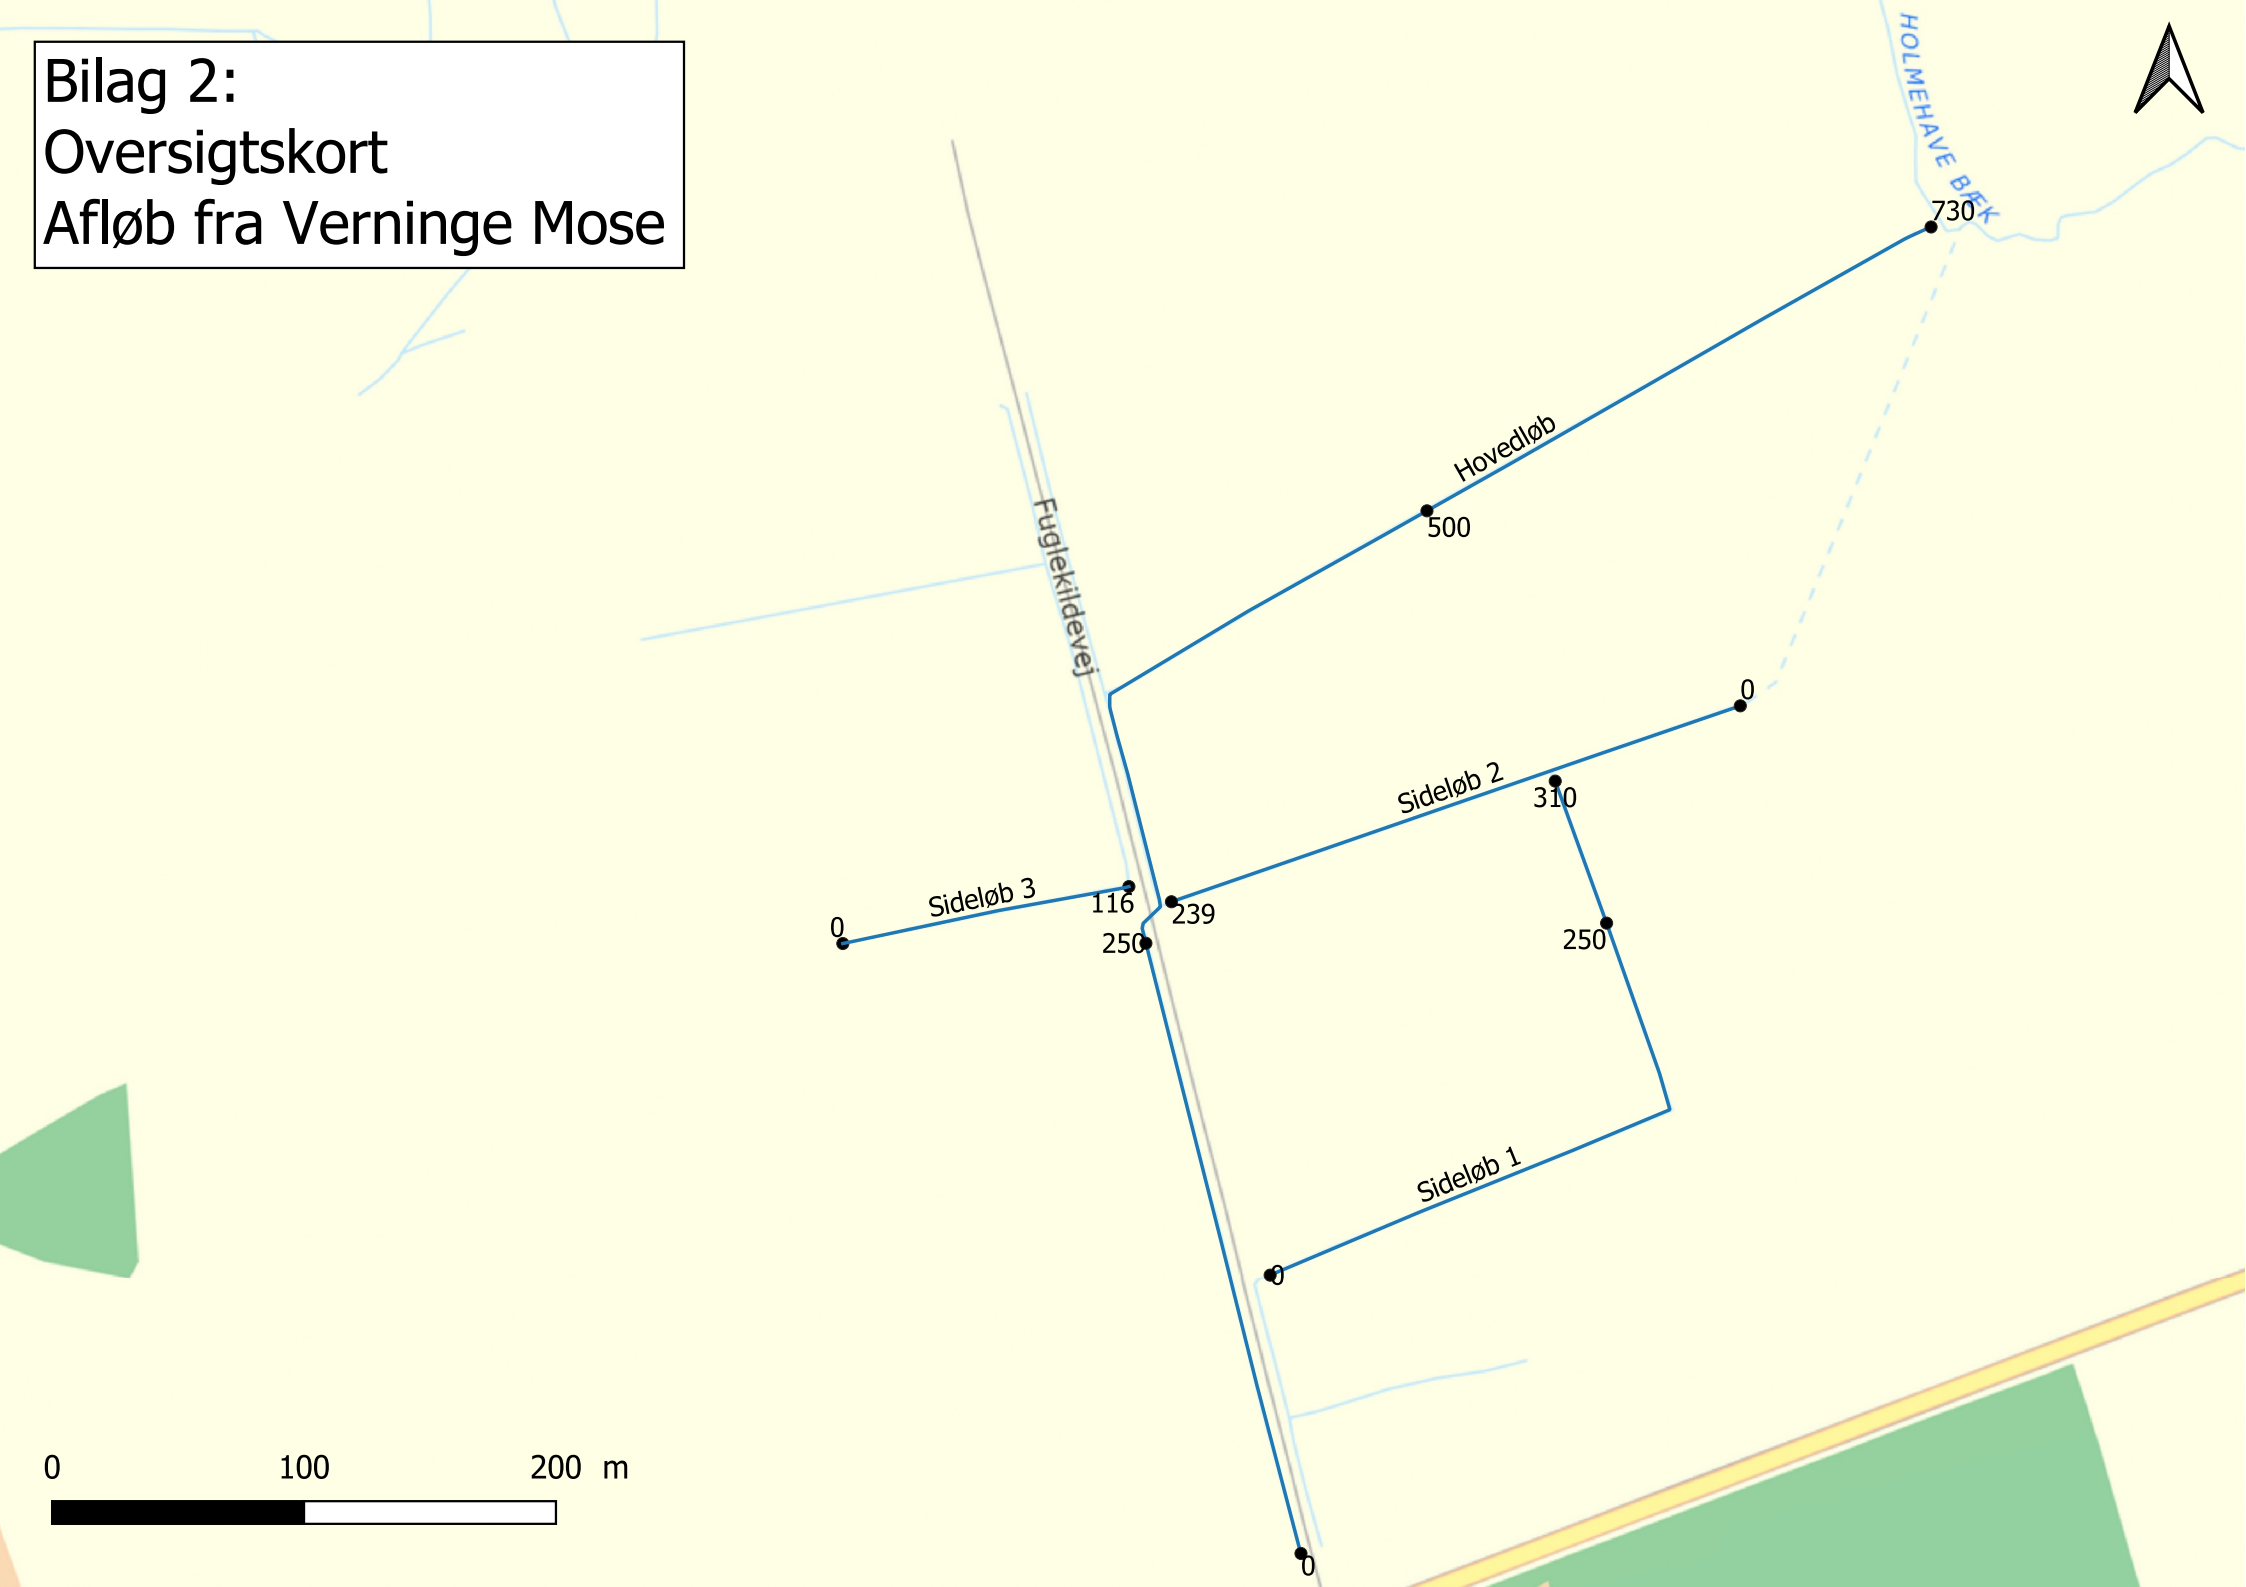 Bilag 2:
Oversigtskort
Afløb fra Verninge Mose
HOLMEHAVE BÆK
730
Hovedløb
500
Fuglekildevej
0
Sideløb 2
310
Sideløb 3
116
239
0
250
250
Sideløb 1
0
0 100 200 m
0